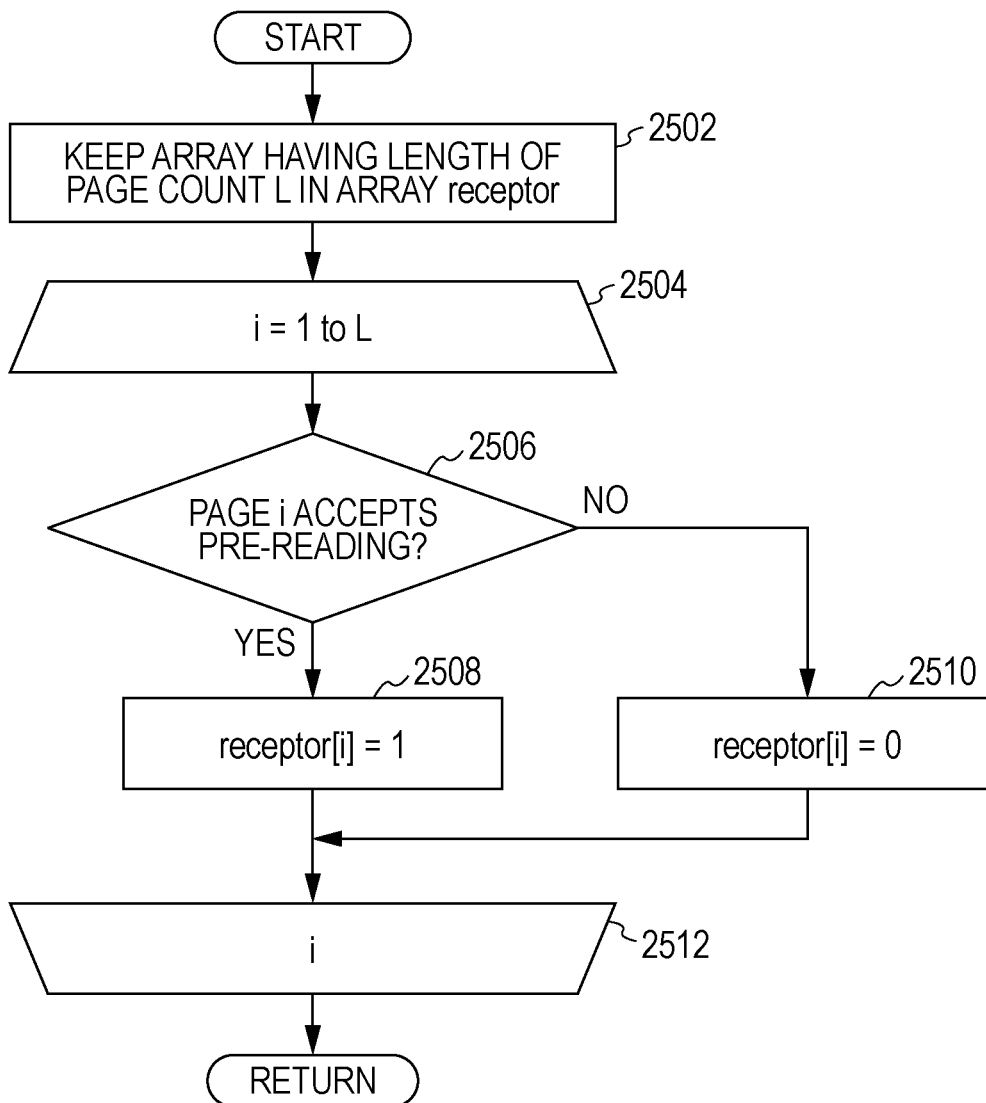 START
2502
KEEP ARRAY HAVING LENGTH OF
PAGE COUNT L IN ARRAY receptor
2504
i = 1 to L
2506
PAGE i ACCEPTS
PRE-READING?
NO
YES
2508
receptor[i] = 1
2510
receptor[i] = 0
i
2512
RETURN